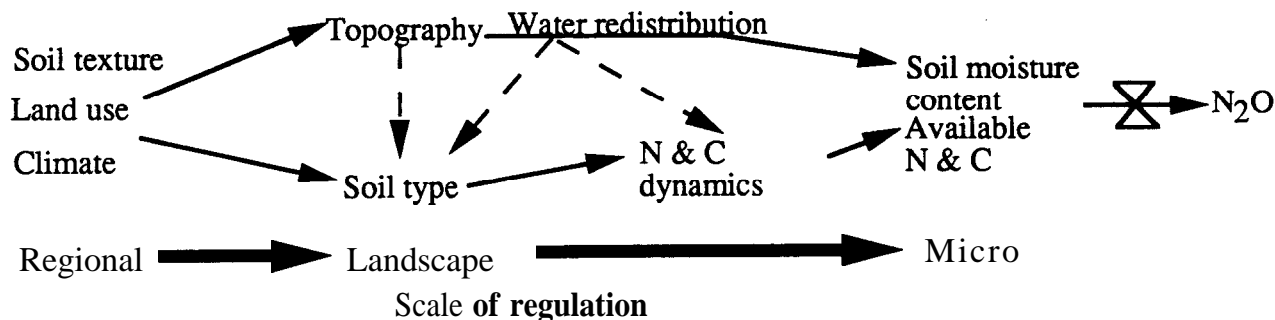 Topography Water redistribution
Soil texture
Land use
Climate
Soil type
N & C
dynamics
Soil moisture
content
Available
N & C
N2O
Regional
Landscape
Micro
Scale of regulation